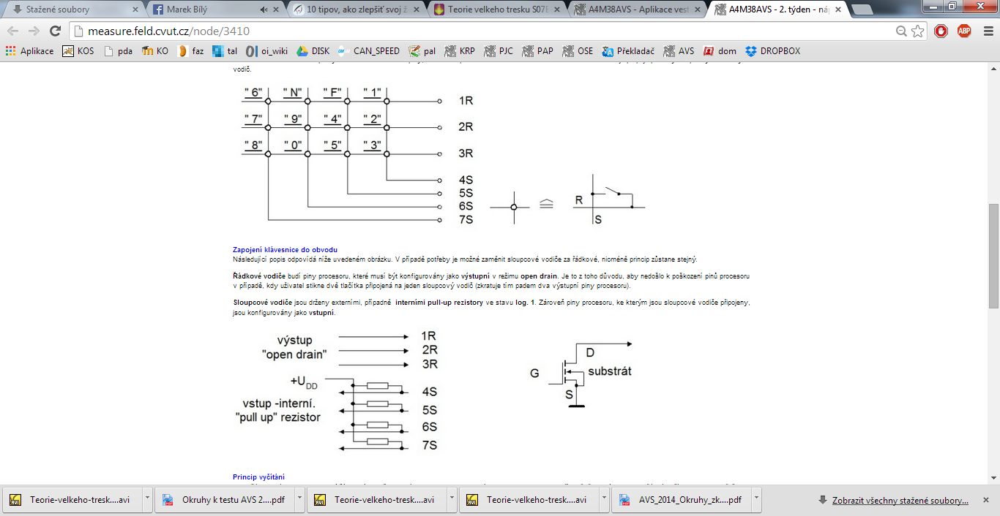 Stažené soubory
Marek Bílý
10 tipov, ako zlepšiť svoj ž
Teorie velkeho tresku S07E
A4M38AVS - Aplikace vest
A4M38AVS - 2. týden - náp
measure.feld.cvut.cz/node/3410
Aplikace KOS pda KO faz tal oi_wiki DISK CAN_SPEED pal KRP PJC PAP OSE Překladač AVS dom DROPBOX
vodič.
"6" "N" "F" "1" 1R
"7" "9" "4" "2" 2R
"8" "0" "5" "3" 3R
4S
5S
6S
7S
R
S
Zapojení klávesnice do obvodu
Následující popis odpovídá níže uvedeném obrázku. V případě potřeby je možné zaměnit sloupcové vodiče za řádkové, nicméně princip zůstane stejný.
Řádkové vodiče budí piny procesoru, které musí být konfigurovány jako výstupní v režimu open drain. Je to z toho důvodu, aby nedošlo k poškození pinů procesoru
v případě, kdy uživatel stikne dvě tlačítka připojená na jeden sloupcový vodič (zkratuje tím padem dva výstupní piny procesoru).
Sloupcové vodiče jsou drženy externími, případně interními pull-up rezistory ve stavu log. 1. Zároveň piny procesoru, ke kterým jsou sloupcové vodiče připojeny,
jsou konfigurovány jako vstupní.
výstup
"open drain"
1R
2R
3R
+UDD
vstup -interní.
"pull up" rezistor
4S
5S
6S
7S
D
G
substrát
S
Princip vyčítání
Teorie-velkeho-tresk....avi
Okruhy k testu AVS 2....pdf
Teorie-velkeho-tresk....avi
Teorie-velkeho-tresk....avi
AVS_2014_Okruhy_zk....pdf
Zobrazit všechny stažené soubory...